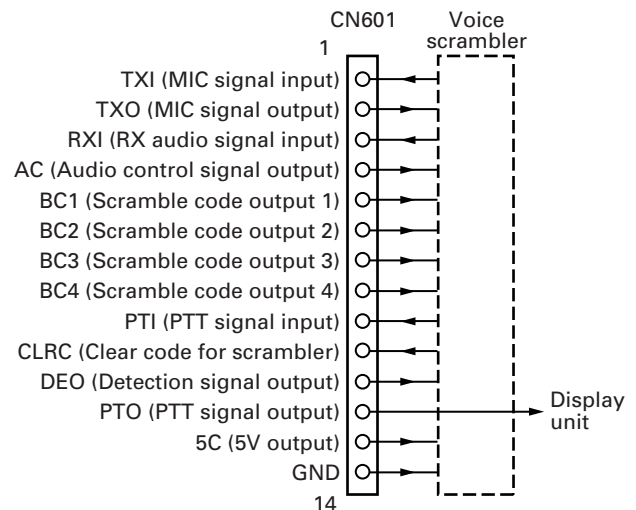 CN601
Voice
scrambler
1
TXI (MIC signal input)
TXO (MIC signal output)
RXI (RX audio signal input)
AC (Audio control signal output)
BC1 (Scramble code output 1)
BC2 (Scramble code output 2)
BC3 (Scramble code output 3)
BC4 (Scramble code output 4)
PTI (PTT signal input)
CLRC (Clear code for scrambler)
DEO (Detection signal output)
PTO (PTT signal output)
Display
unit
5C (5V output)
GND
14